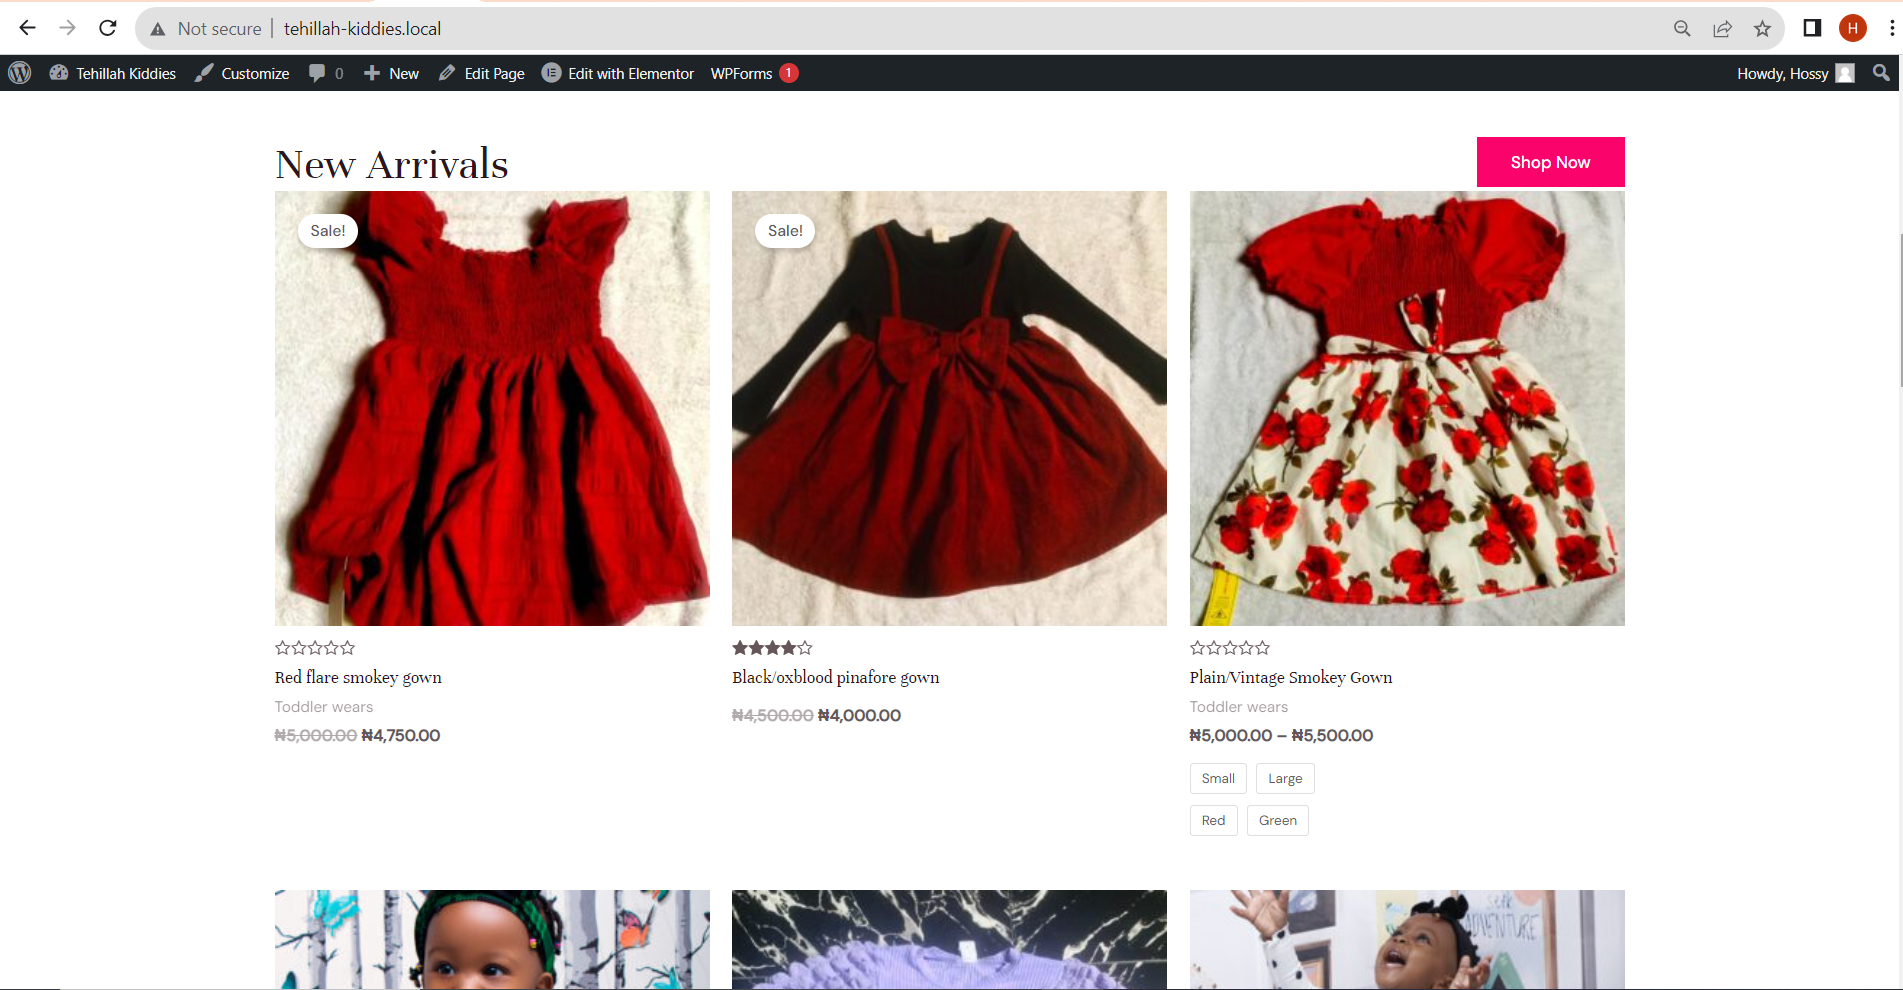 Not secure | tehillah-kiddies.local
H
Tehillah Kiddies Customize 0 New Edit Page Edit with Elementor WPForms 1 Howdy, Hossy
New Arrivals
Shop Now
Sale!
Sale!
Red flare smokey gown
Toddler wears
₦5,000.00 ₦4,750.00
Black/oxblood pinafore gown
₦4,500.00 ₦4,000.00
Plain/Vintage Smokey Gown
Toddler wears
₦5,000.00 – ₦5,500.00
Small Large
Red Green
ADVENTURE